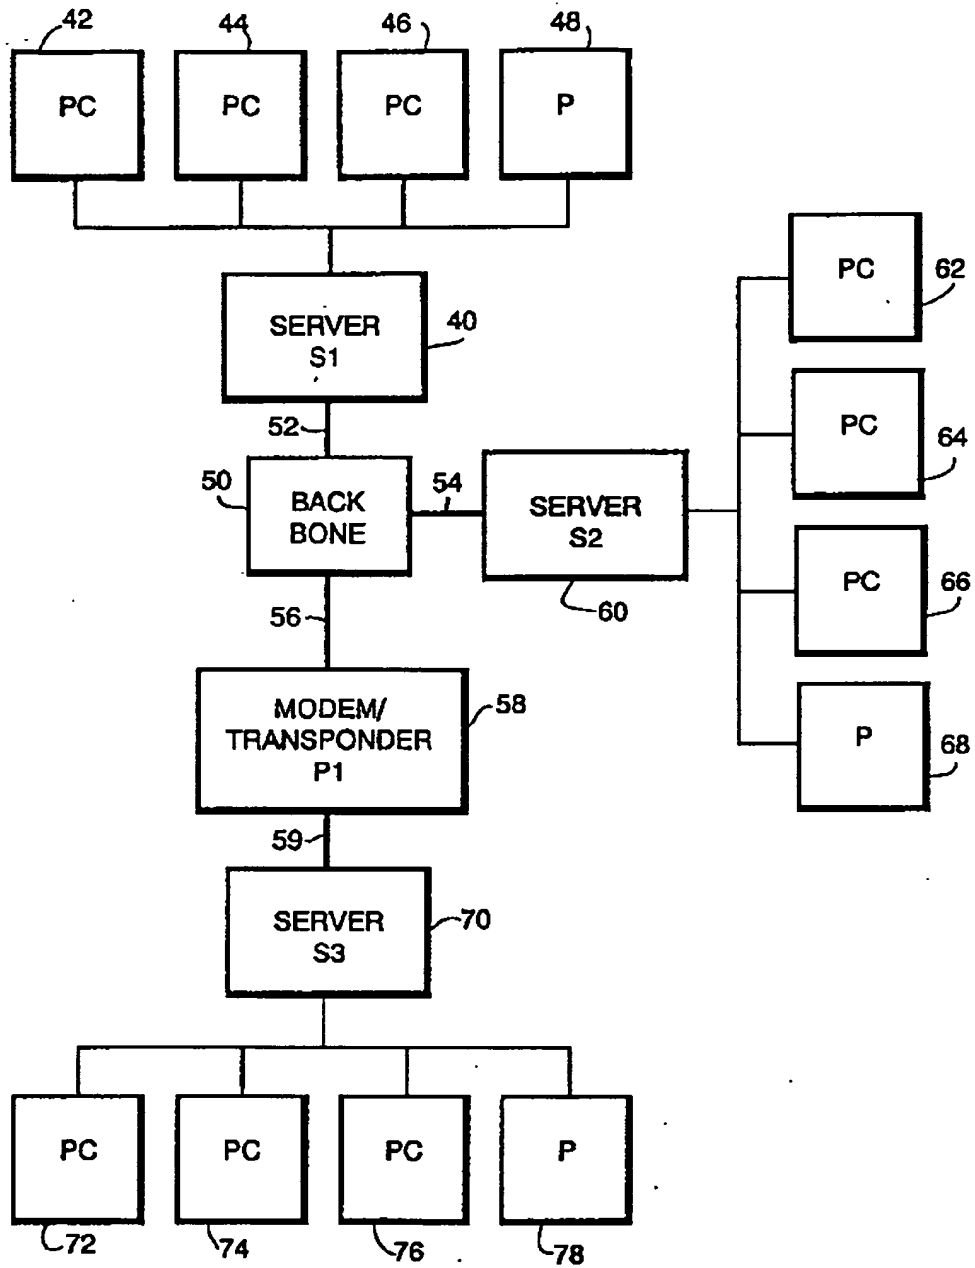 42
44
46
48
PC
PC
PC
P
SERVER
S1
40
52
50
BACK
BONE
54
SERVER
S2
60
PC
62
PC
64
PC
66
P
68
56
MODEM/
TRANSPONDER
P1
58
59
SERVER
S3
70
PC
PC
PC
P
72
74
76
78